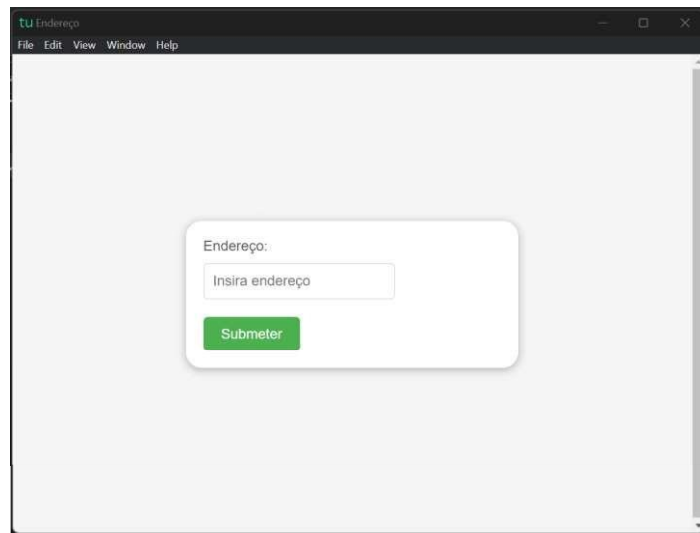 tu Endereço
File Edit View Window Help
Endereço:
Insira endereço
Submeter